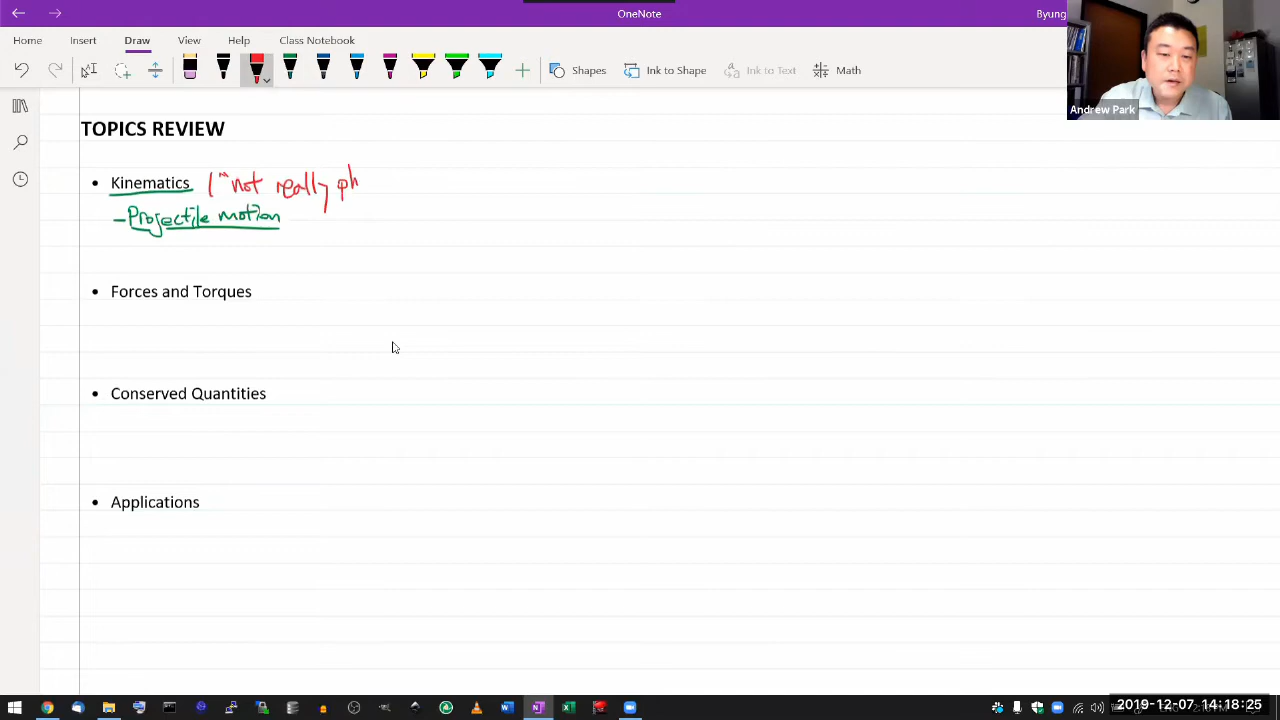 OneNote
Byung
Home Insert Draw View Help Class Notebook
Shapes Ink to Shape Ink to Text Math
Andrew Park
TOPICS REVIEW
• Kinematics ("not really ph
- Projectile motion
• Forces and Torques
• Conserved Quantities
• Applications
2019-12-07 14:18:25